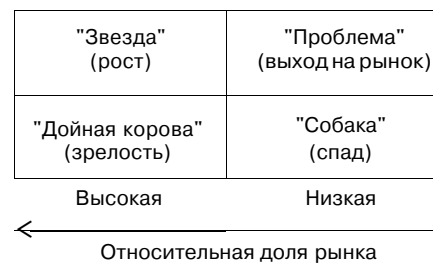 "Звезда"
(рост)
"Проблема"
(выход на рынок)
"Дойная корова"
(зрелость)
"Собака"
(спад)
Высокая
Низкая
Относительная доля рынка